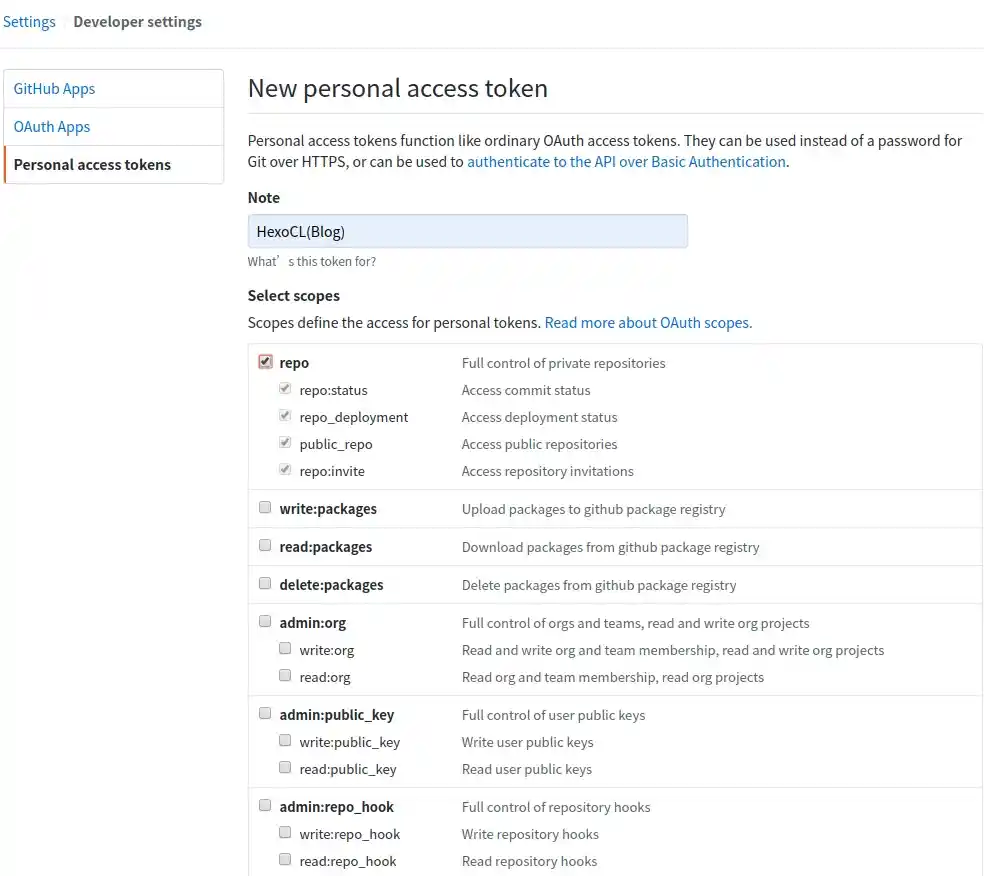 Settings Developer settings
GitHub Apps
OAuth Apps
Personal access tokens
New personal access token
Personal access tokens function like ordinary OAuth access tokens. They can be used instead of a password for
Git over HTTPS, or can be used to authenticate to the API over Basic Authentication.
Note
HexoCL(Blog)
What’s this token for?
Select scopes
Scopes define the access for personal tokens. Read more about OAuth scopes.
repo Full control of private repositories
repo:status Access commit status
repo_deployment Access deployment status
public_repo Access public repositories
repo:invite Access repository invitations
write:packages Upload packages to github package registry
read:packages Download packages from github package registry
delete:packages Delete packages from github package registry
admin:org Full control of orgs and teams, read and write org projects
write:org Read and write org and team membership, read and write org projects
read:org Read org and team membership, read org projects
admin:public_key Full control of user public keys
write:public_key Write user public keys
read:public_key Read user public keys
admin:repo_hook Full control of repository hooks
write:repo_hook Write repository hooks
read:repo_hook Read repository hooks